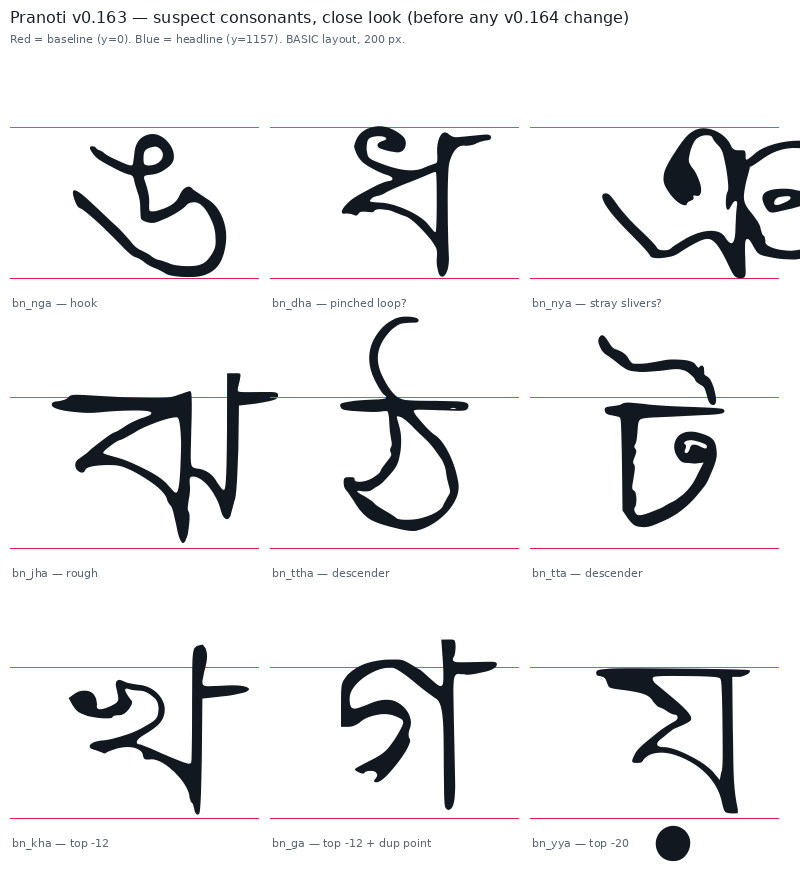 Pranoti v0.163 — suspect consonants, close look (before any v0.164 change)
Red = baseline (y=0). Blue = headline (y=1157). BASIC layout, 200 px.
ঙ ধ ঞ
bn_nga — hook bn_dha — pinched loop? bn_nya — stray slivers?
ঝ ঠ ট
bn_jha — rough bn_ttha — descender bn_tta — descender
খ গ য়
bn_kha — top -12 bn_ga — top -12 + dup point bn_yya — top -20